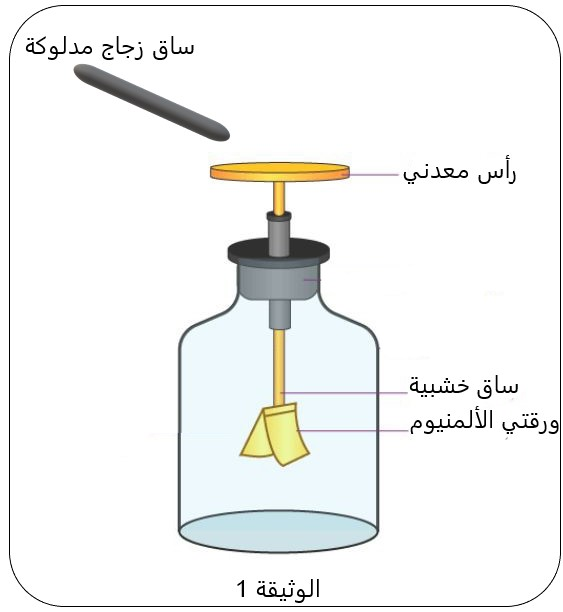 ساق زجاج مدلوكة
رأس معدني
ساق خشبية
ورقتي الألمنيوم
الوثيقة 1